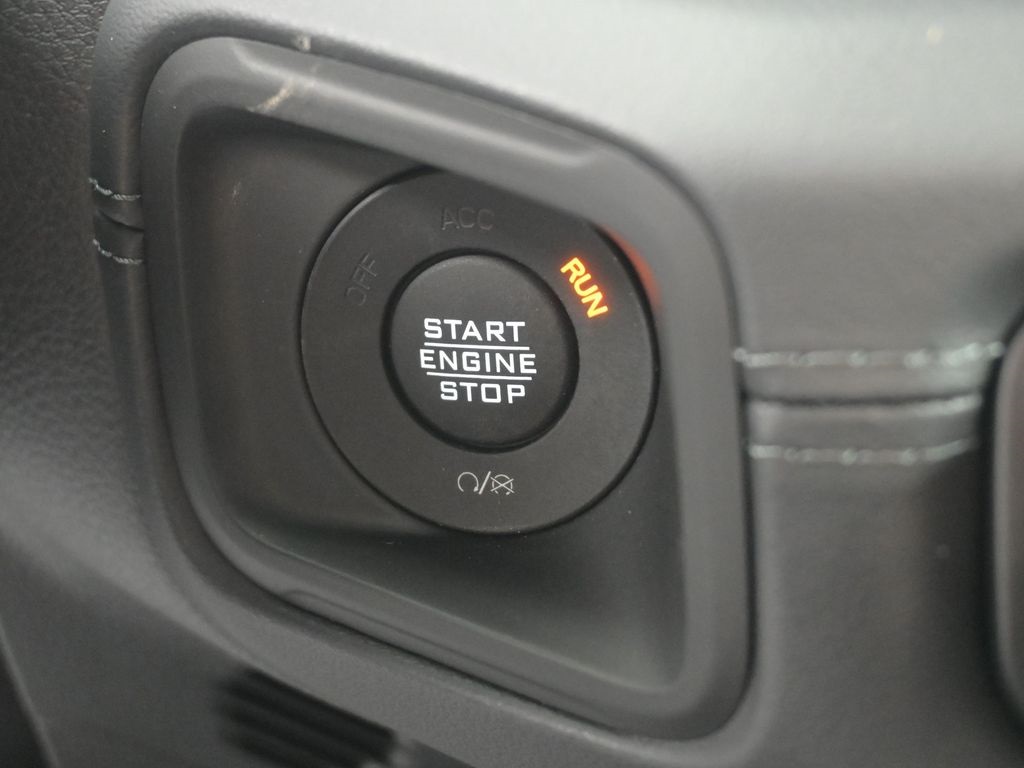 ACC
OFF
RUN
START
ENGINE
STOP